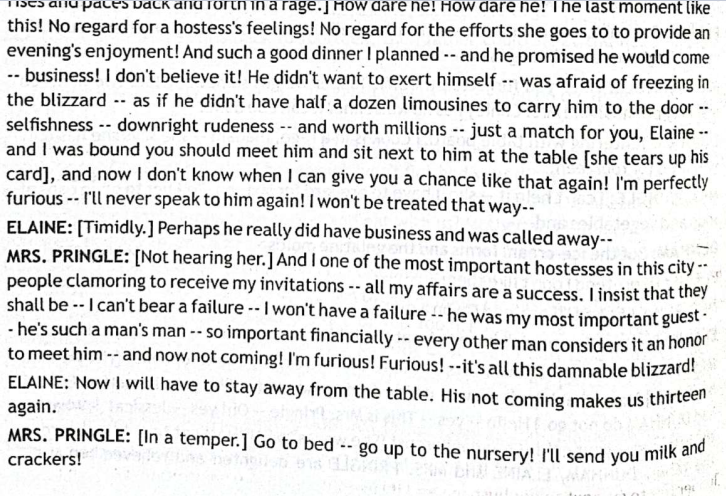 rises and paces back and forth in a rage.] How dare he! How dare he! The last moment like
this! No regard for a hostess's feelings! No regard for the efforts she goes to to provide an
evening's enjoyment! And such a good dinner I planned -- and he promised he would come
-- business! I don't believe it! He didn't want to exert himself -- was afraid of freezing in
the blizzard -- as if he didn't have half a dozen limousines to carry him to the door --
selfishness -- downright rudeness -- and worth millions -- just a match for you, Elaine --
and I was bound you should meet him and sit next to him at the table [she tears up his
card], and now I don't know when I can give you a chance like that again! I'm perfectly
furious -- I'll never speak to him again! I won't be treated that way--
ELAINE: [Timidly.] Perhaps he really did have business and was called away--
MRS. PRINGLE: [Not hearing her.] And I one of the most important hostesses in this city --
people clamoring to receive my invitations -- all my affairs are a success. I insist that they
shall be -- I can't bear a failure -- I won't have a failure -- he was my most important guest -
- he's such a man's man -- so important financially -- every other man considers it an honor
to meet him -- and now not coming! I'm furious! Furious! --it's all this damnable blizzard!
ELAINE: Now I will have to stay away from the table. His not coming makes us thirteen
again.
MRS. PRINGLE: [In a temper.] Go to bed -- go up to the nursery! I'll send you milk and
crackers!